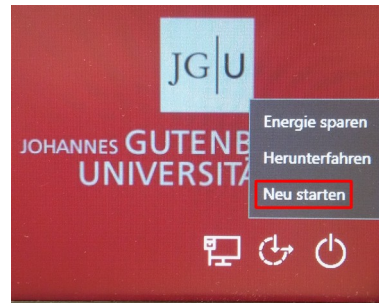 JG|U
Energie sparen
JOHANNES GUTENB
Herunterfahren
UNIVERSITÄ
Neu starten